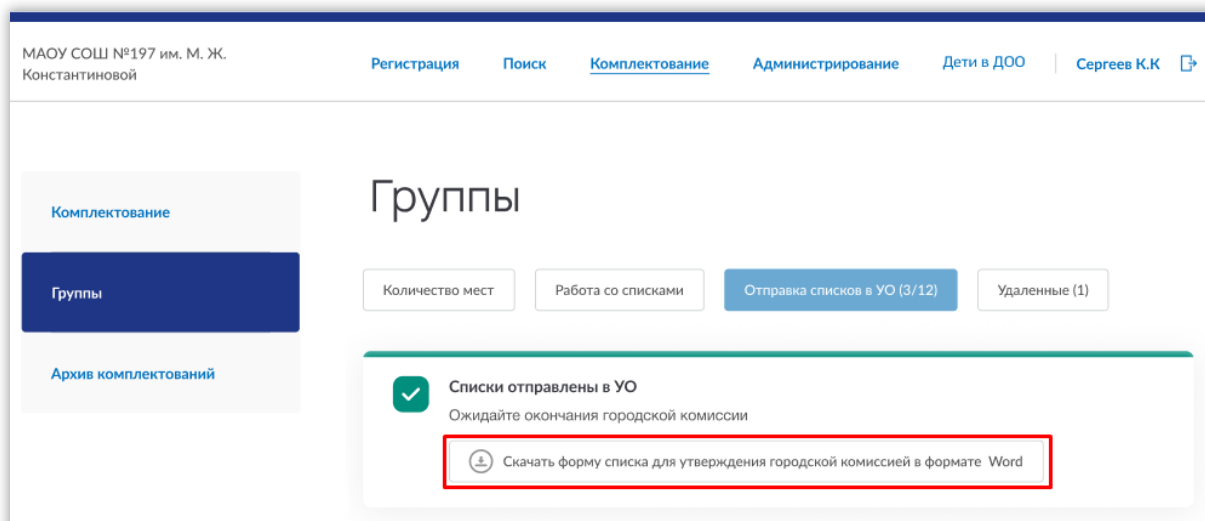 МАОУ СОШ №197 им. М. Ж.
Константиновой
Регистрация Поиск Комплектование Администрирование Дети в ДОО Сергеев К.К
Комплектование
Группы
Архив комплектований
Группы
Количество мест Работа со списками Отправка списков в УО (3/12) Удаленные (1)
Списки отправлены в УО
Ожидайте окончания городской комиссии
Скачать форму списка для утверждения городской комиссией в формате Word